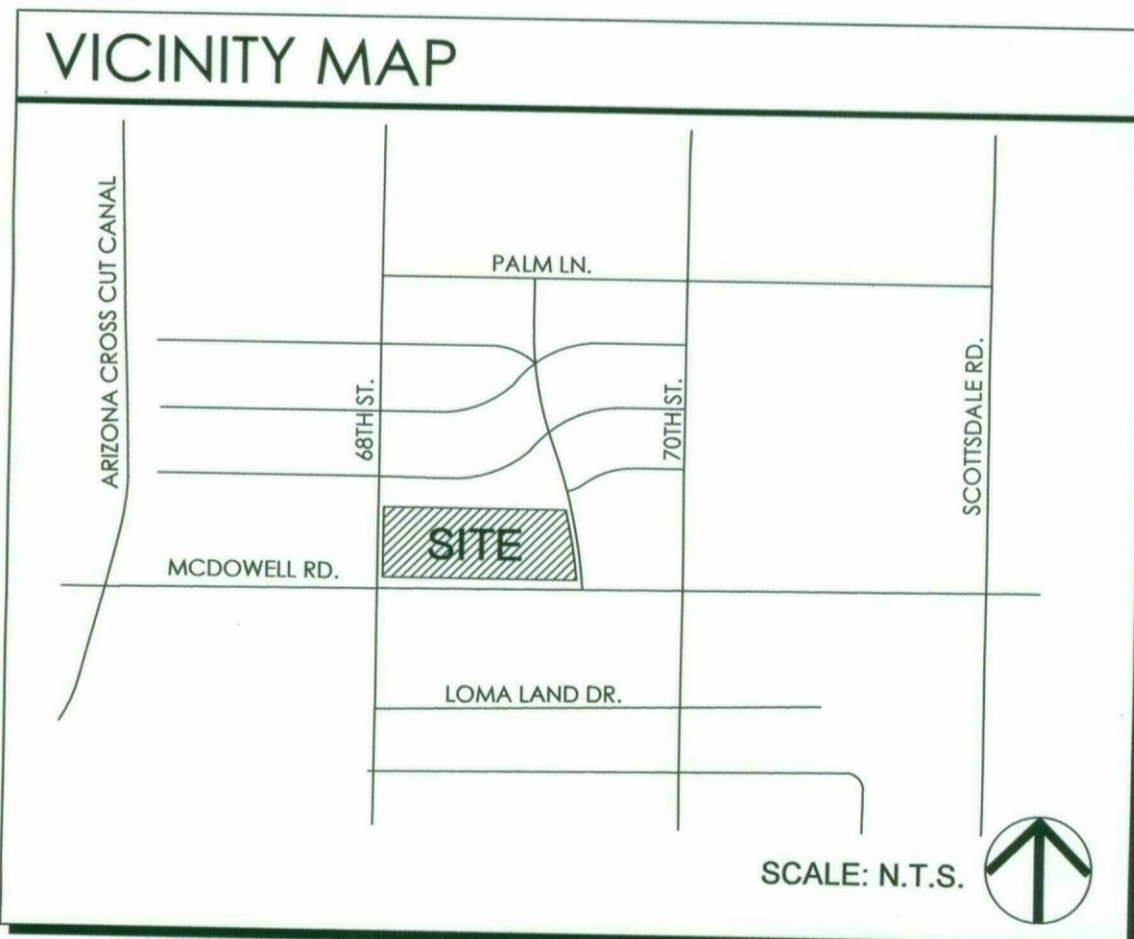 VICINITY MAP
ARIZONA CROSS CUT CANAL
PALM LN.
68TH ST.
70TH ST.
SCOTTSDALE RD.
SITE
MCDOWELL RD.
LOMA LAND DR.
SCALE: N.T.S.